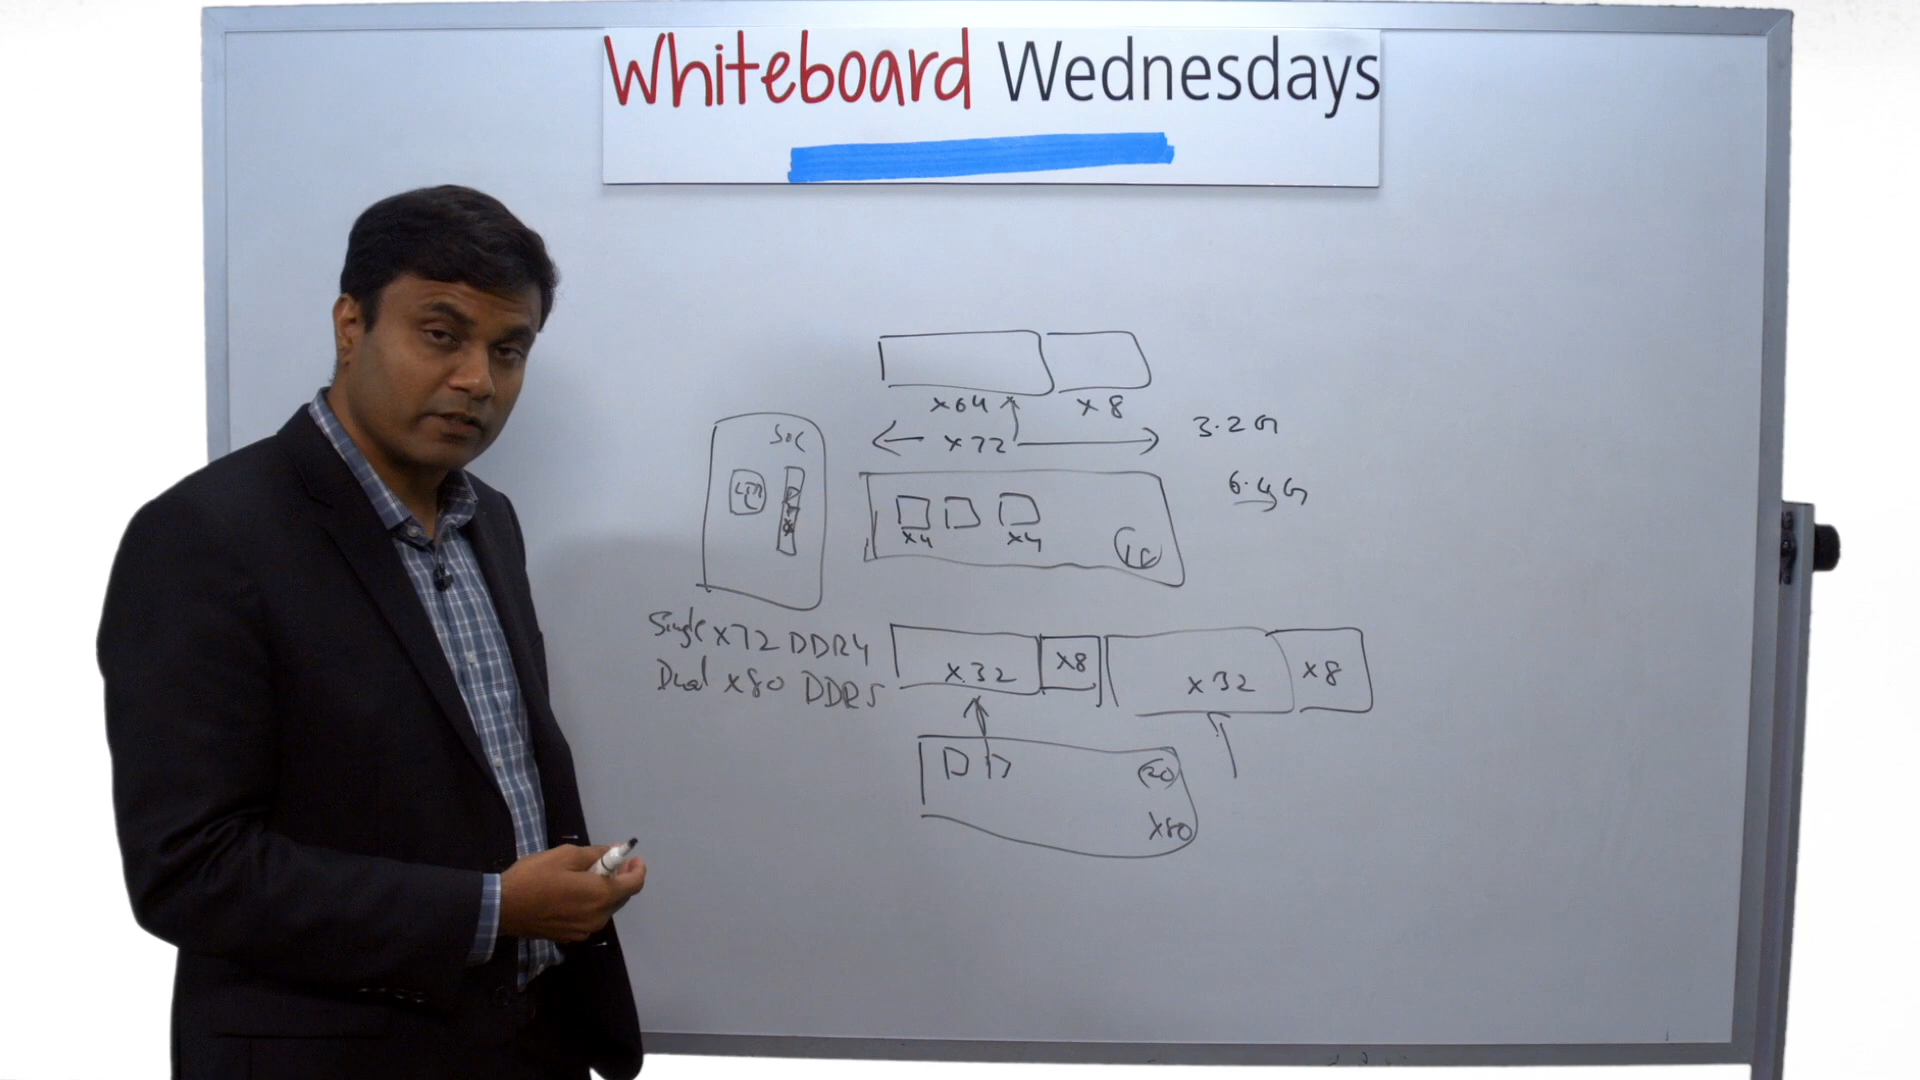 Whiteboard Wednesdays
x64 x8
x72
3.2G
6.4G
SoC
x4 x4
Single x72 DDR4
Dual x80 DDR5
x32 x8 x32 x8
20
x80